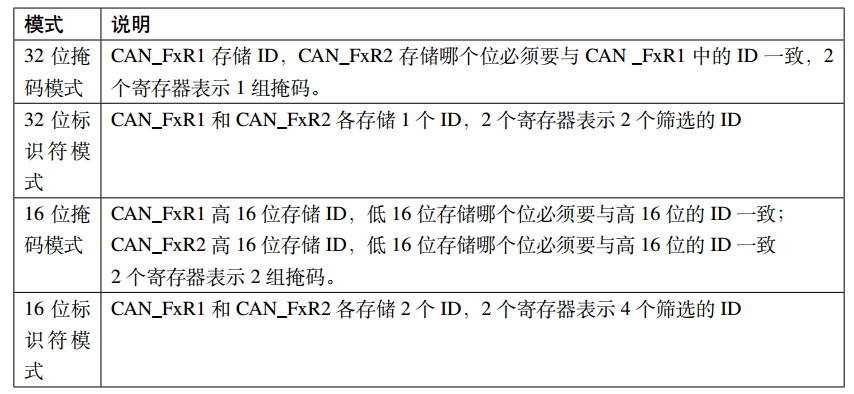 模式 说明
32 位掩 CAN_FxR1 存储 ID，CAN_FxR2 存储哪个位必须要与 CAN _FxR1 中的 ID 一致，2
码模式 个寄存器表示 1 组掩码。
32 位标 CAN_FxR1 和 CAN_FxR2 各存储 1 个 ID，2 个寄存器表示 2 个筛选的 ID
识符模
式
16 位掩 CAN_FxR1 高 16 位存储 ID，低 16 位存储哪个位必须要与高 16 位的 ID 一致；
码模式 CAN_FxR2 高 16 位存储 ID，低 16 位存储哪个位必须要与高 16 位的 ID 一致
2 个寄存器表示 2 组掩码。
16 位标 CAN_FxR1 和 CAN_FxR2 各存储 2 个 ID，2 个寄存器表示 4 个筛选的 ID
识符模
式